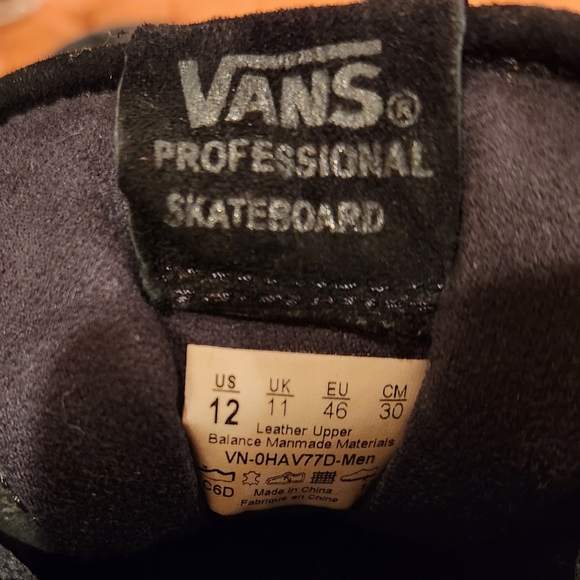 VANS®
PROFESSIONAL
SKATEBOARD
US UK EU CM
12 11 46 30
Leather Upper
Balance Manmade Materials
VN-0HAV77D-Men
C6D Made in China
Fabriqué en Chine